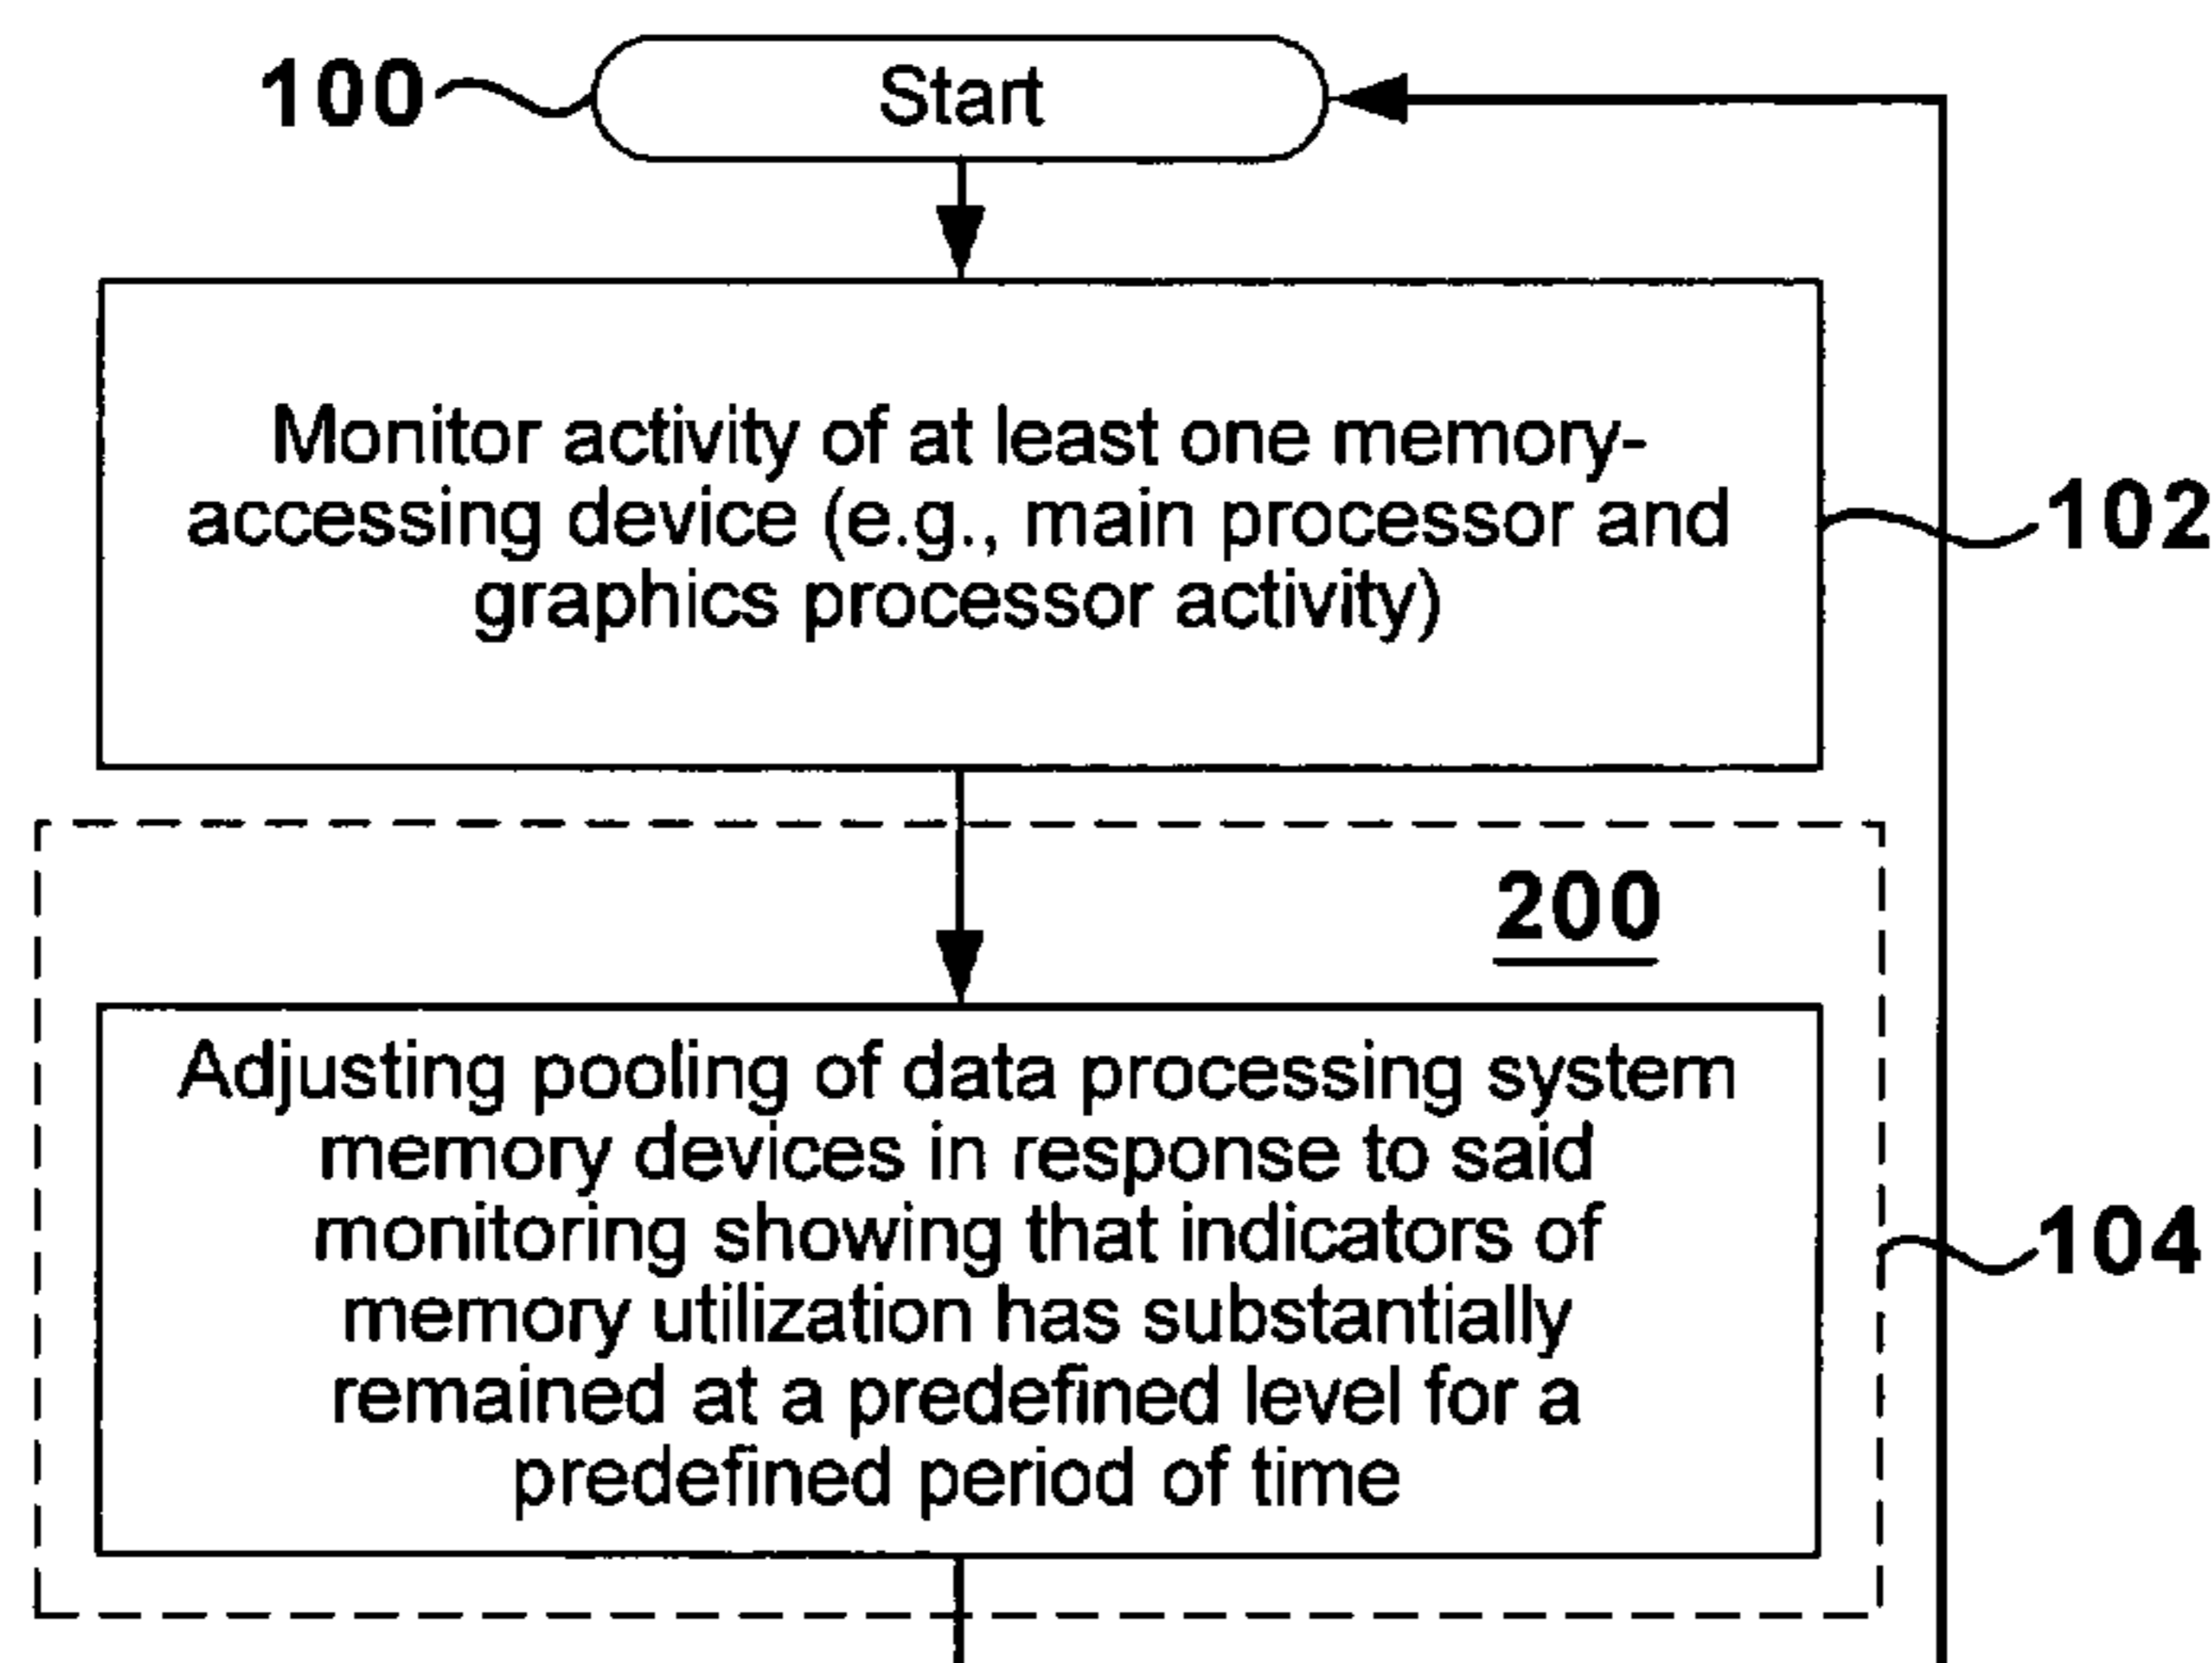 100
Start
Monitor activity of at least one memory-
accessing device (e.g., main processor and
graphics processor activity)
102
200
Adjusting pooling of data processing system
memory devices in response to said
monitoring showing that indicators of
memory utilization has substantially
remained at a predefined level for a
predefined period of time
104